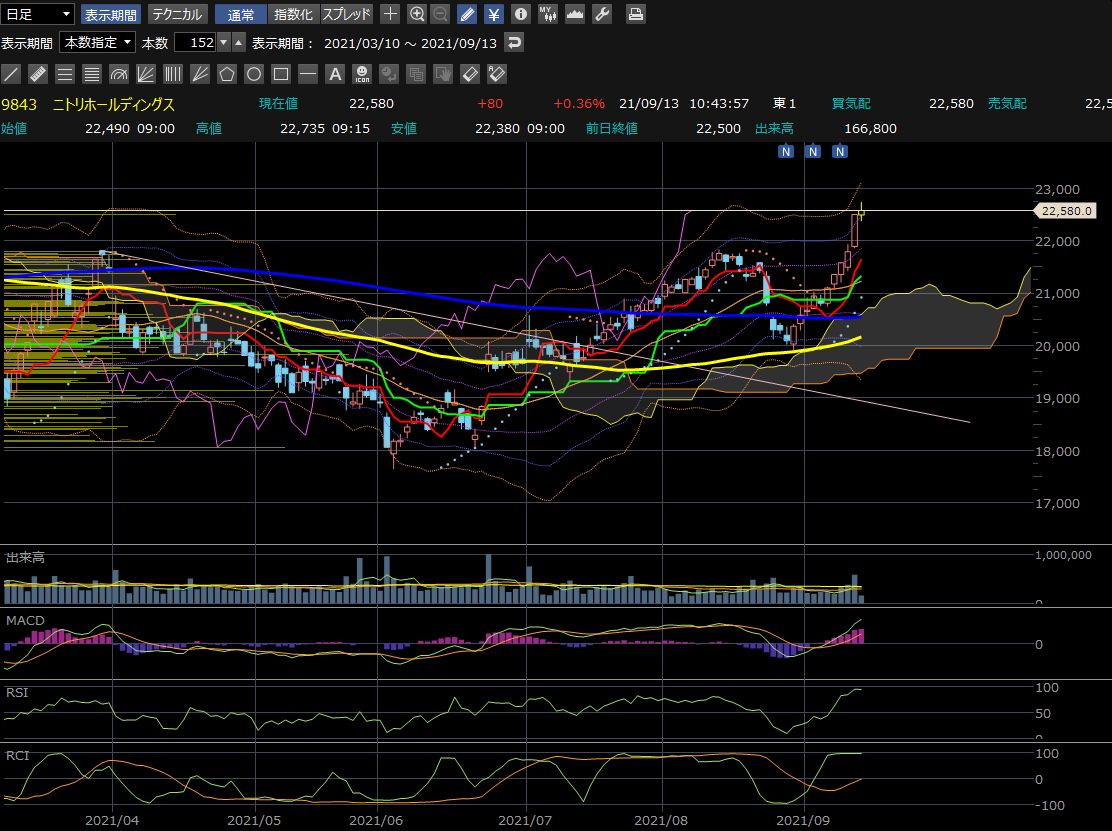 日足 表示期間 テクニカル 通常 指数化 スプレッド ¥ MY
表示期間 本数指定 本数 152 表示期間： 2021/03/10 ～ 2021/09/13
A ICON
9843 ニトリホールディングス 現在値 22,580 +80 +0.36% 21/09/13 10:43:57 東1 買気配 22,580 売気配 22,5
始値 22,490 09:00 高値 22,735 09:15 安値 22,380 09:00 前日終値 22,500 出来高 166,800
N N N
23,000
22,580.0
22,000
21,000
20,000
19,000
18,000
17,000
出来高
1,000,000
0
MACD
0
RSI
100
50
0
RCI
100
0
-100
2021/04 2021/05 2021/06 2021/07 2021/08 2021/09